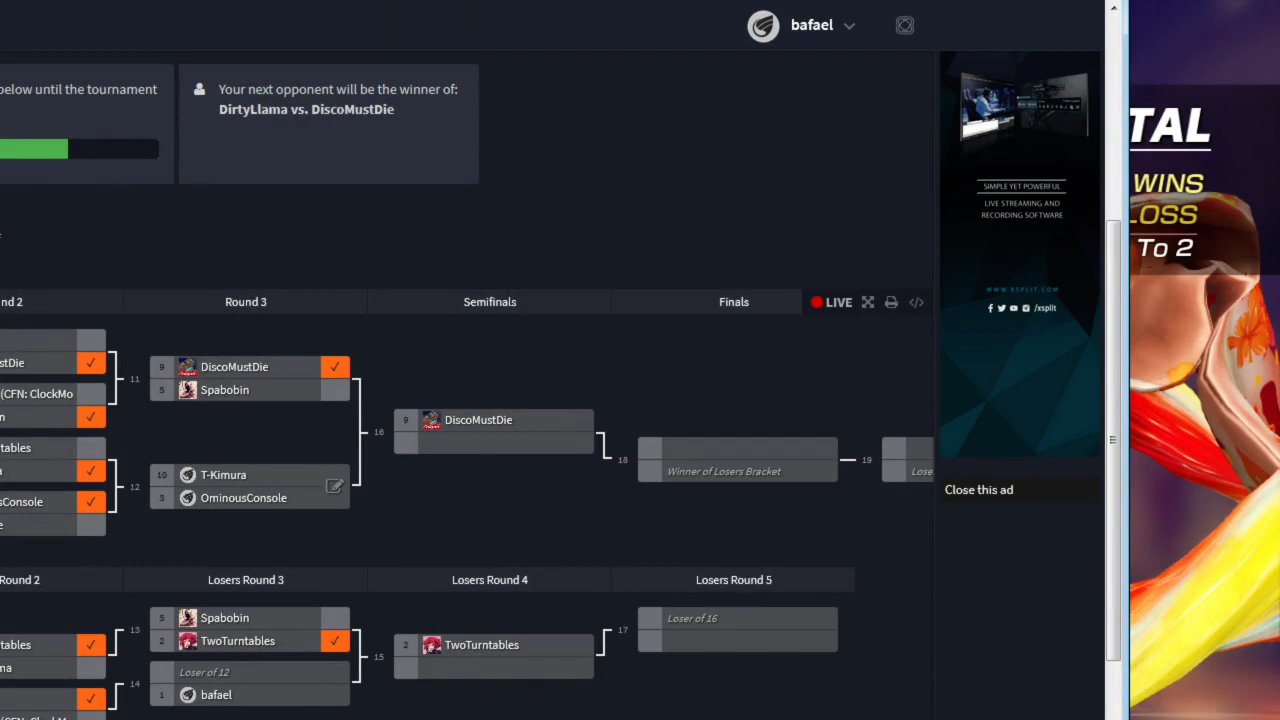 bafael
below until the tournament
Your next opponent will be the winner of:
DirtyLlama vs. DiscoMustDie
TAL
WINS
LOSS
To 2
SIMPLE YET POWERFUL
LIVE STREAMING AND
RECORDING SOFTWARE
WWW.XSPLIT.COM
/xsplit
Close this ad
nd 2
Round 3
Semifinals
Finals
LIVE
stDie
(CFN: ClockMo
n
tables
a
sConsole
e
11
12
9 DiscoMustDie
5 Spabobin
10 T-Kimura
3 OminousConsole
10
9 DiscoMustDie
18
Winner of Losers Bracket
19
Lose
Round 2
Losers Round 3
Losers Round 4
Losers Round 5
tables
ma
13
14
5 Spabobin
2 TwoTurntables
Loser of 12
1 bafael
15
2 TwoTurntables
17
Loser of 16